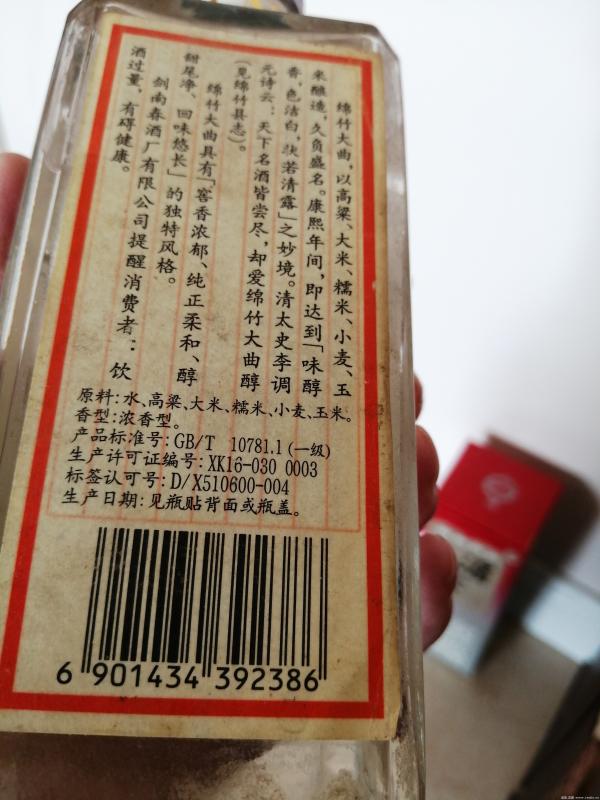 绵竹大曲，以高粱、大米、糯米、小麦、玉
米酿造，久负盛名。康熙年间，即达到「味醇
香，色洁白，状若清露」之妙境。清太史李调
元诗云：天下名酒皆尝尽，却爱绵竹大曲醇
(见绵竹县志)。
绵竹大曲具有「窖香浓郁、纯正柔和、醇
甜尾净、回味悠长」的独特风格。
剑南春酒厂有限公司提醒消费者：饮
酒过量，有碍健康。
原料:水、高粱、大米、糯米、小麦、玉米。
香型:浓香型。
产品标准号:GB/T 10781.1(一级)
生产许可证编号:XK16-030 0003
标签认可号:D/X510600-004
生产日期:见瓶贴背面或瓶盖。
6 901434 392386